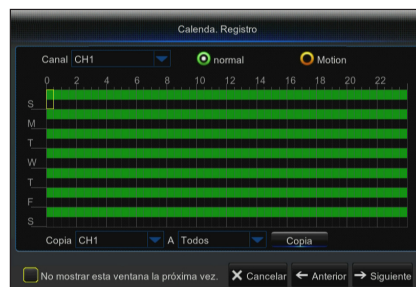 Calenda. Registro
Canal CH1 normal Motion
0 2 4 6 8 10 12 14 16 18 20 22
S
M
T
W
T
F
S
Copia CH1 A Todos Copia
No mostrar esta ventana la próxima vez. Cancelar Anterior Siguiente